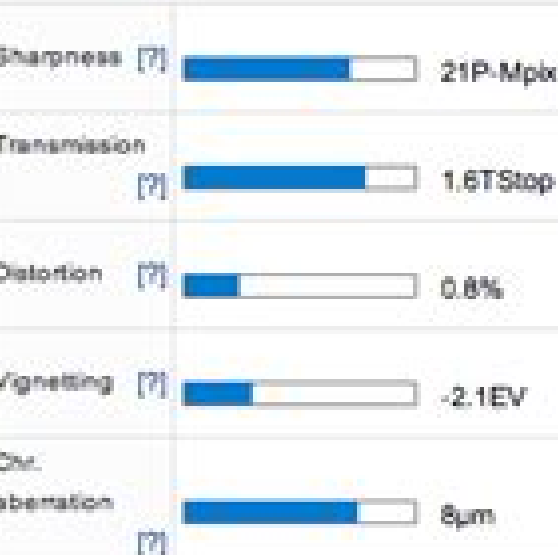 Sharpness [?] 21P-Mpix
Transmission
[?] 1.6TStop
Distortion [?] 0.8%
Vignetting [?] -2.1EV
Chr.
aberration
[?] 8µm